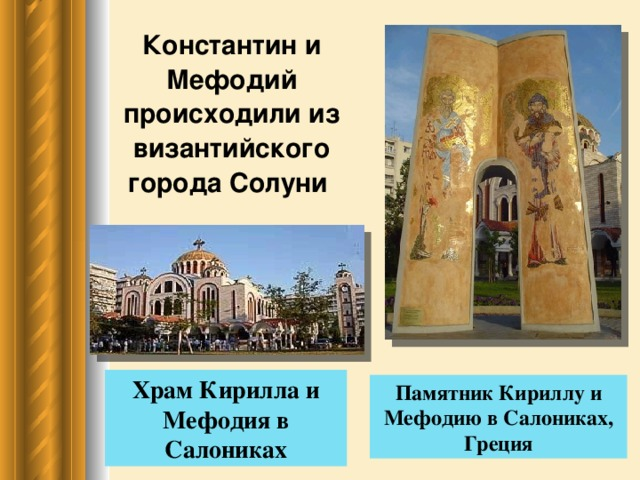 Константин и
Мефодий
происходили из
византийского
города Солуни
Храм Кирилла и
Мефодия в
Салониках
Памятник Кириллу и
Мефодию в Салониках,
Греция